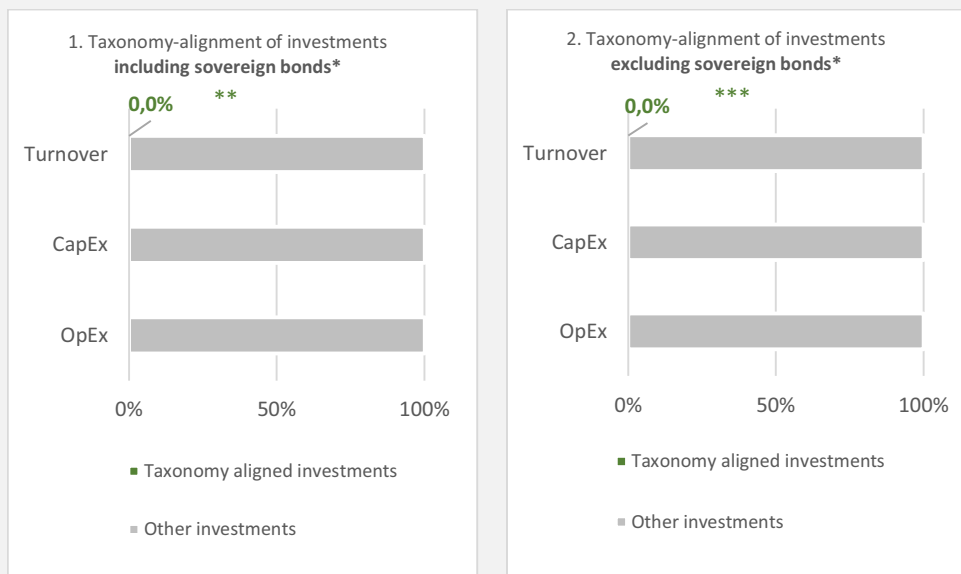 1. Taxonomy-alignment of investments
including sovereign bonds*
0,0% **
Turnover
CapEx
OpEx
0% 50% 100%
■ Taxonomy aligned investments
■ Other investments
2. Taxonomy-alignment of investments
excluding sovereign bonds*
0,0% ***
Turnover
CapEx
OpEx
0% 50% 100%
■ Taxonomy aligned investments
■ Other investments